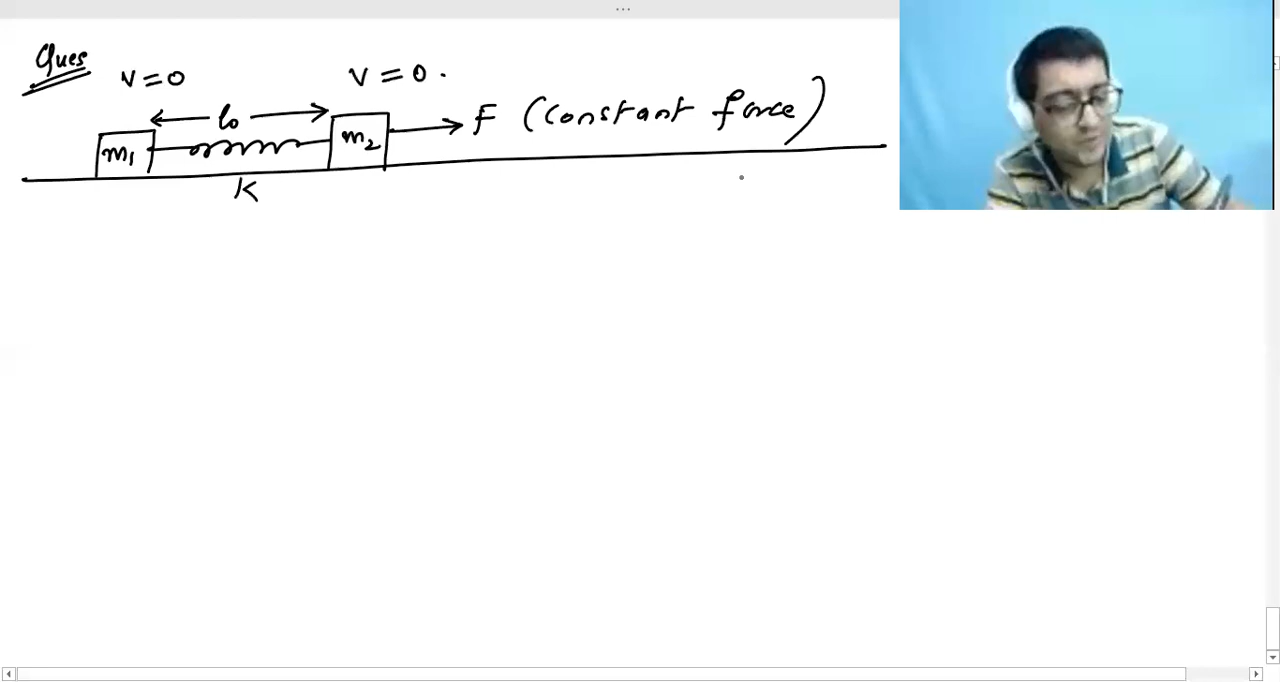 Ques
v=0 v=0.
l₀ F (Constant force)
m₁ m₂
K